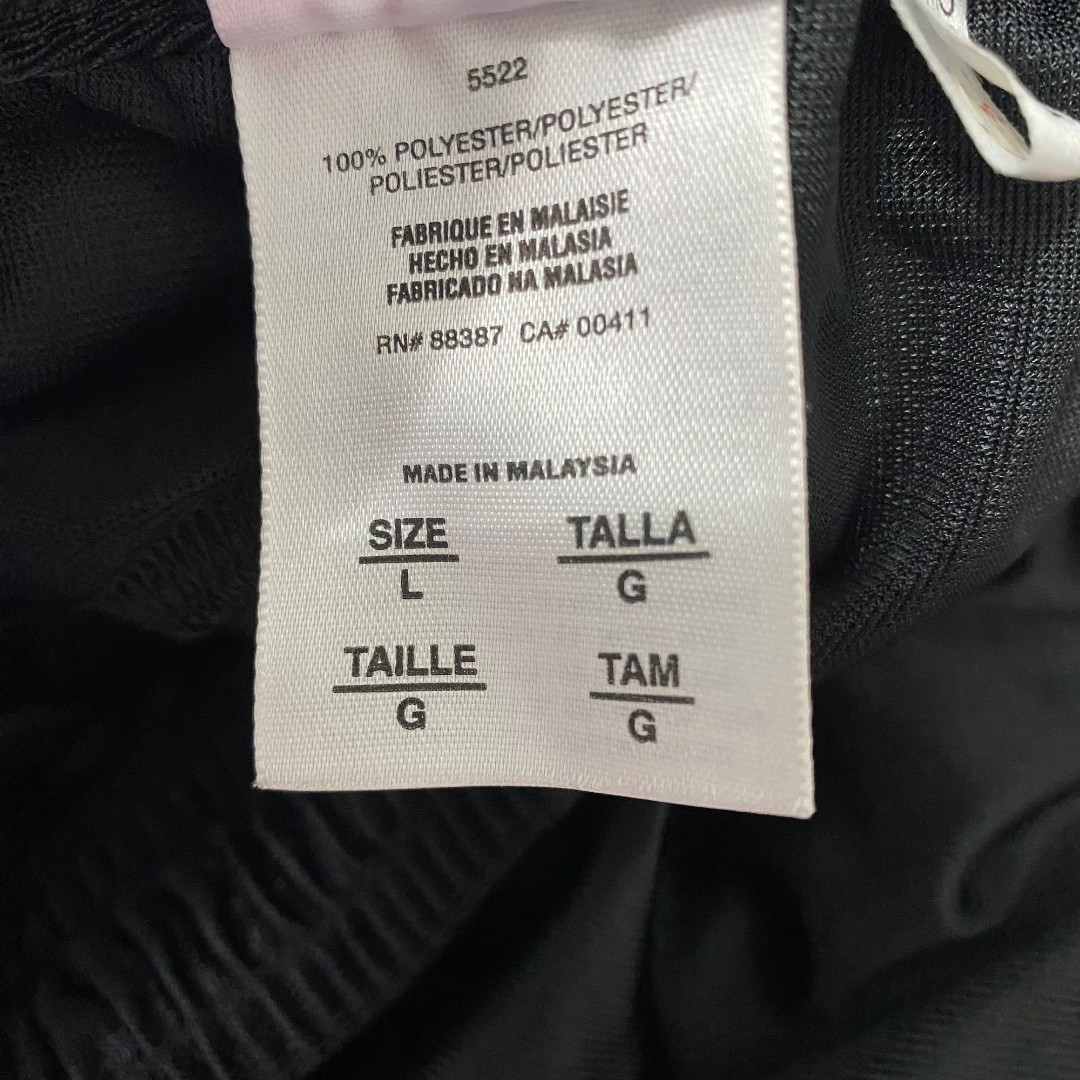 5522
100% POLYESTER/POLYESTER/
POLIESTER/POLIESTER
FABRIQUE EN MALAISIE
HECHO EN MALASIA
FABRICADO NA MALASIA
RN# 88387 CA# 00411
MADE IN MALAYSIA
SIZE TALLA
L G
TAILLE TAM
G G